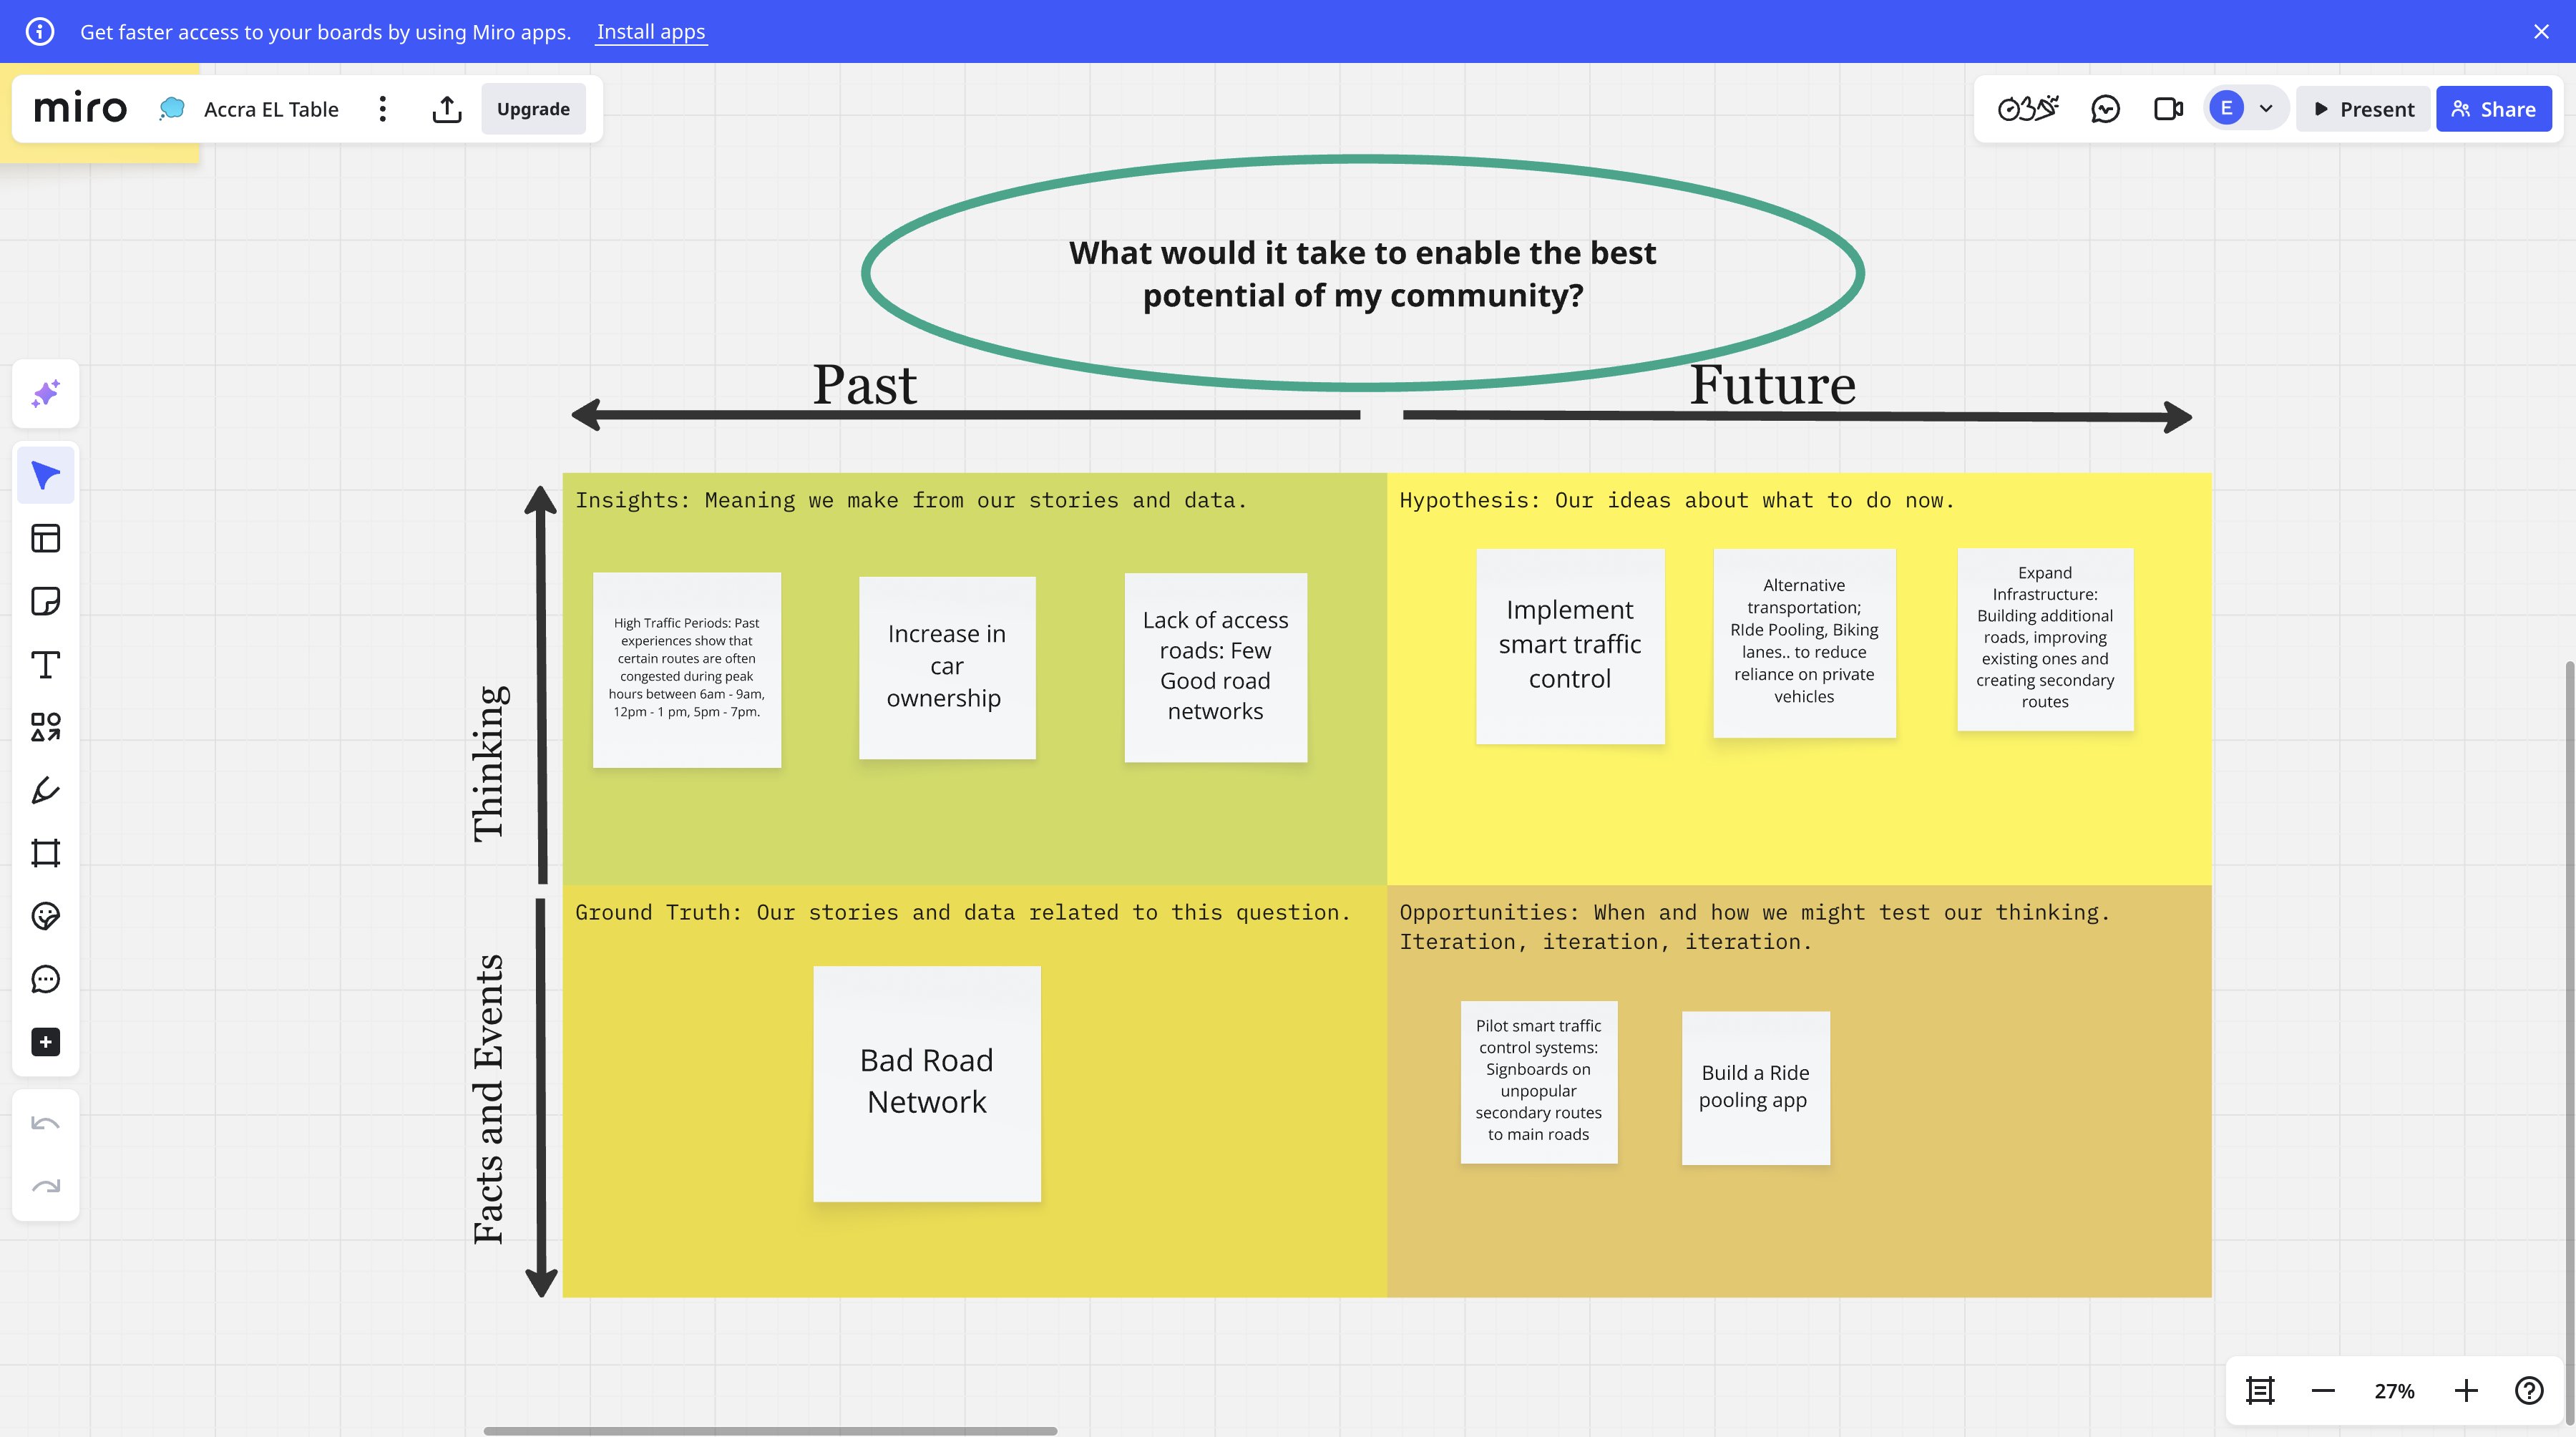 Get faster access to your boards by using Miro apps. Install apps
miro Accra EL Table Upgrade
E Present Share
What would it take to enable the best
potential of my community?
Past
Future
Thinking
Insights: Meaning we make from our stories and data.
High Traffic Periods: Past
experiences show that
certain routes are often
congested during peak
hours between 6am - 9am,
12pm - 1 pm, 5pm - 7pm.
Increase in
car
ownership
Lack of access
roads: Few
Good road
networks
Hypothesis: Our ideas about what to do now.
Implement
smart traffic
control
Alternative
transportation;
RIde Pooling, Biking
lanes.. to reduce
reliance on private
vehicles
Expand
Infrastructure:
Building additional
roads, improving
existing ones and
creating secondary
routes
Facts and Events
Ground Truth: Our stories and data related to this question.
Bad Road
Network
Opportunities: When and how we might test our thinking.
Iteration, iteration, iteration.
Pilot smart traffic
control systems:
Signboards on
unpopular
secondary routes
to main roads
Build a Ride
pooling app
27%